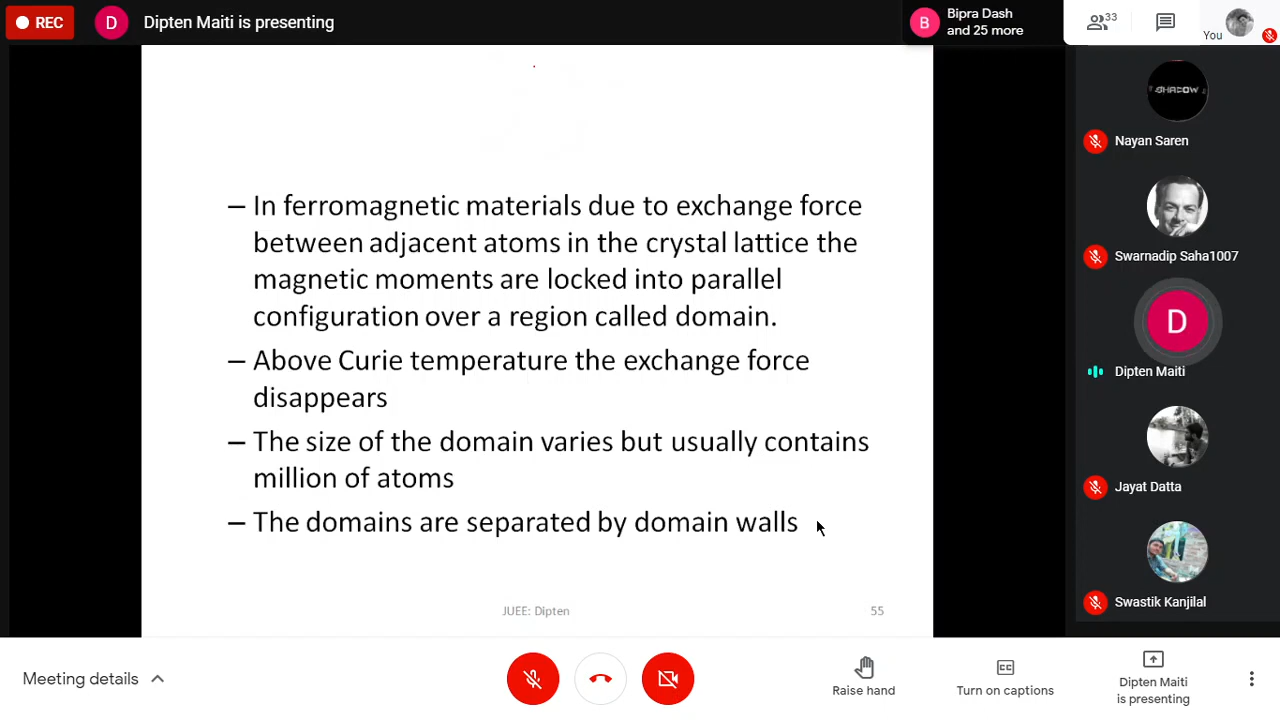 REC
D
Dipten Maiti is presenting
B
Bipra Dash
and 25 more
33
You
SHADOW
Nayan Saren
– In ferromagnetic materials due to exchange force
between adjacent atoms in the crystal lattice the
magnetic moments are locked into parallel
configuration over a region called domain.
– Above Curie temperature the exchange force
disappears
– The size of the domain varies but usually contains
million of atoms
– The domains are separated by domain walls
JUEE: Dipten
55
Swarnadip Saha1007
D
Dipten Maiti
Jayat Datta
Swastik Kanjilal
Meeting details
Raise hand
CC
Turn on captions
Dipten Maiti
is presenting